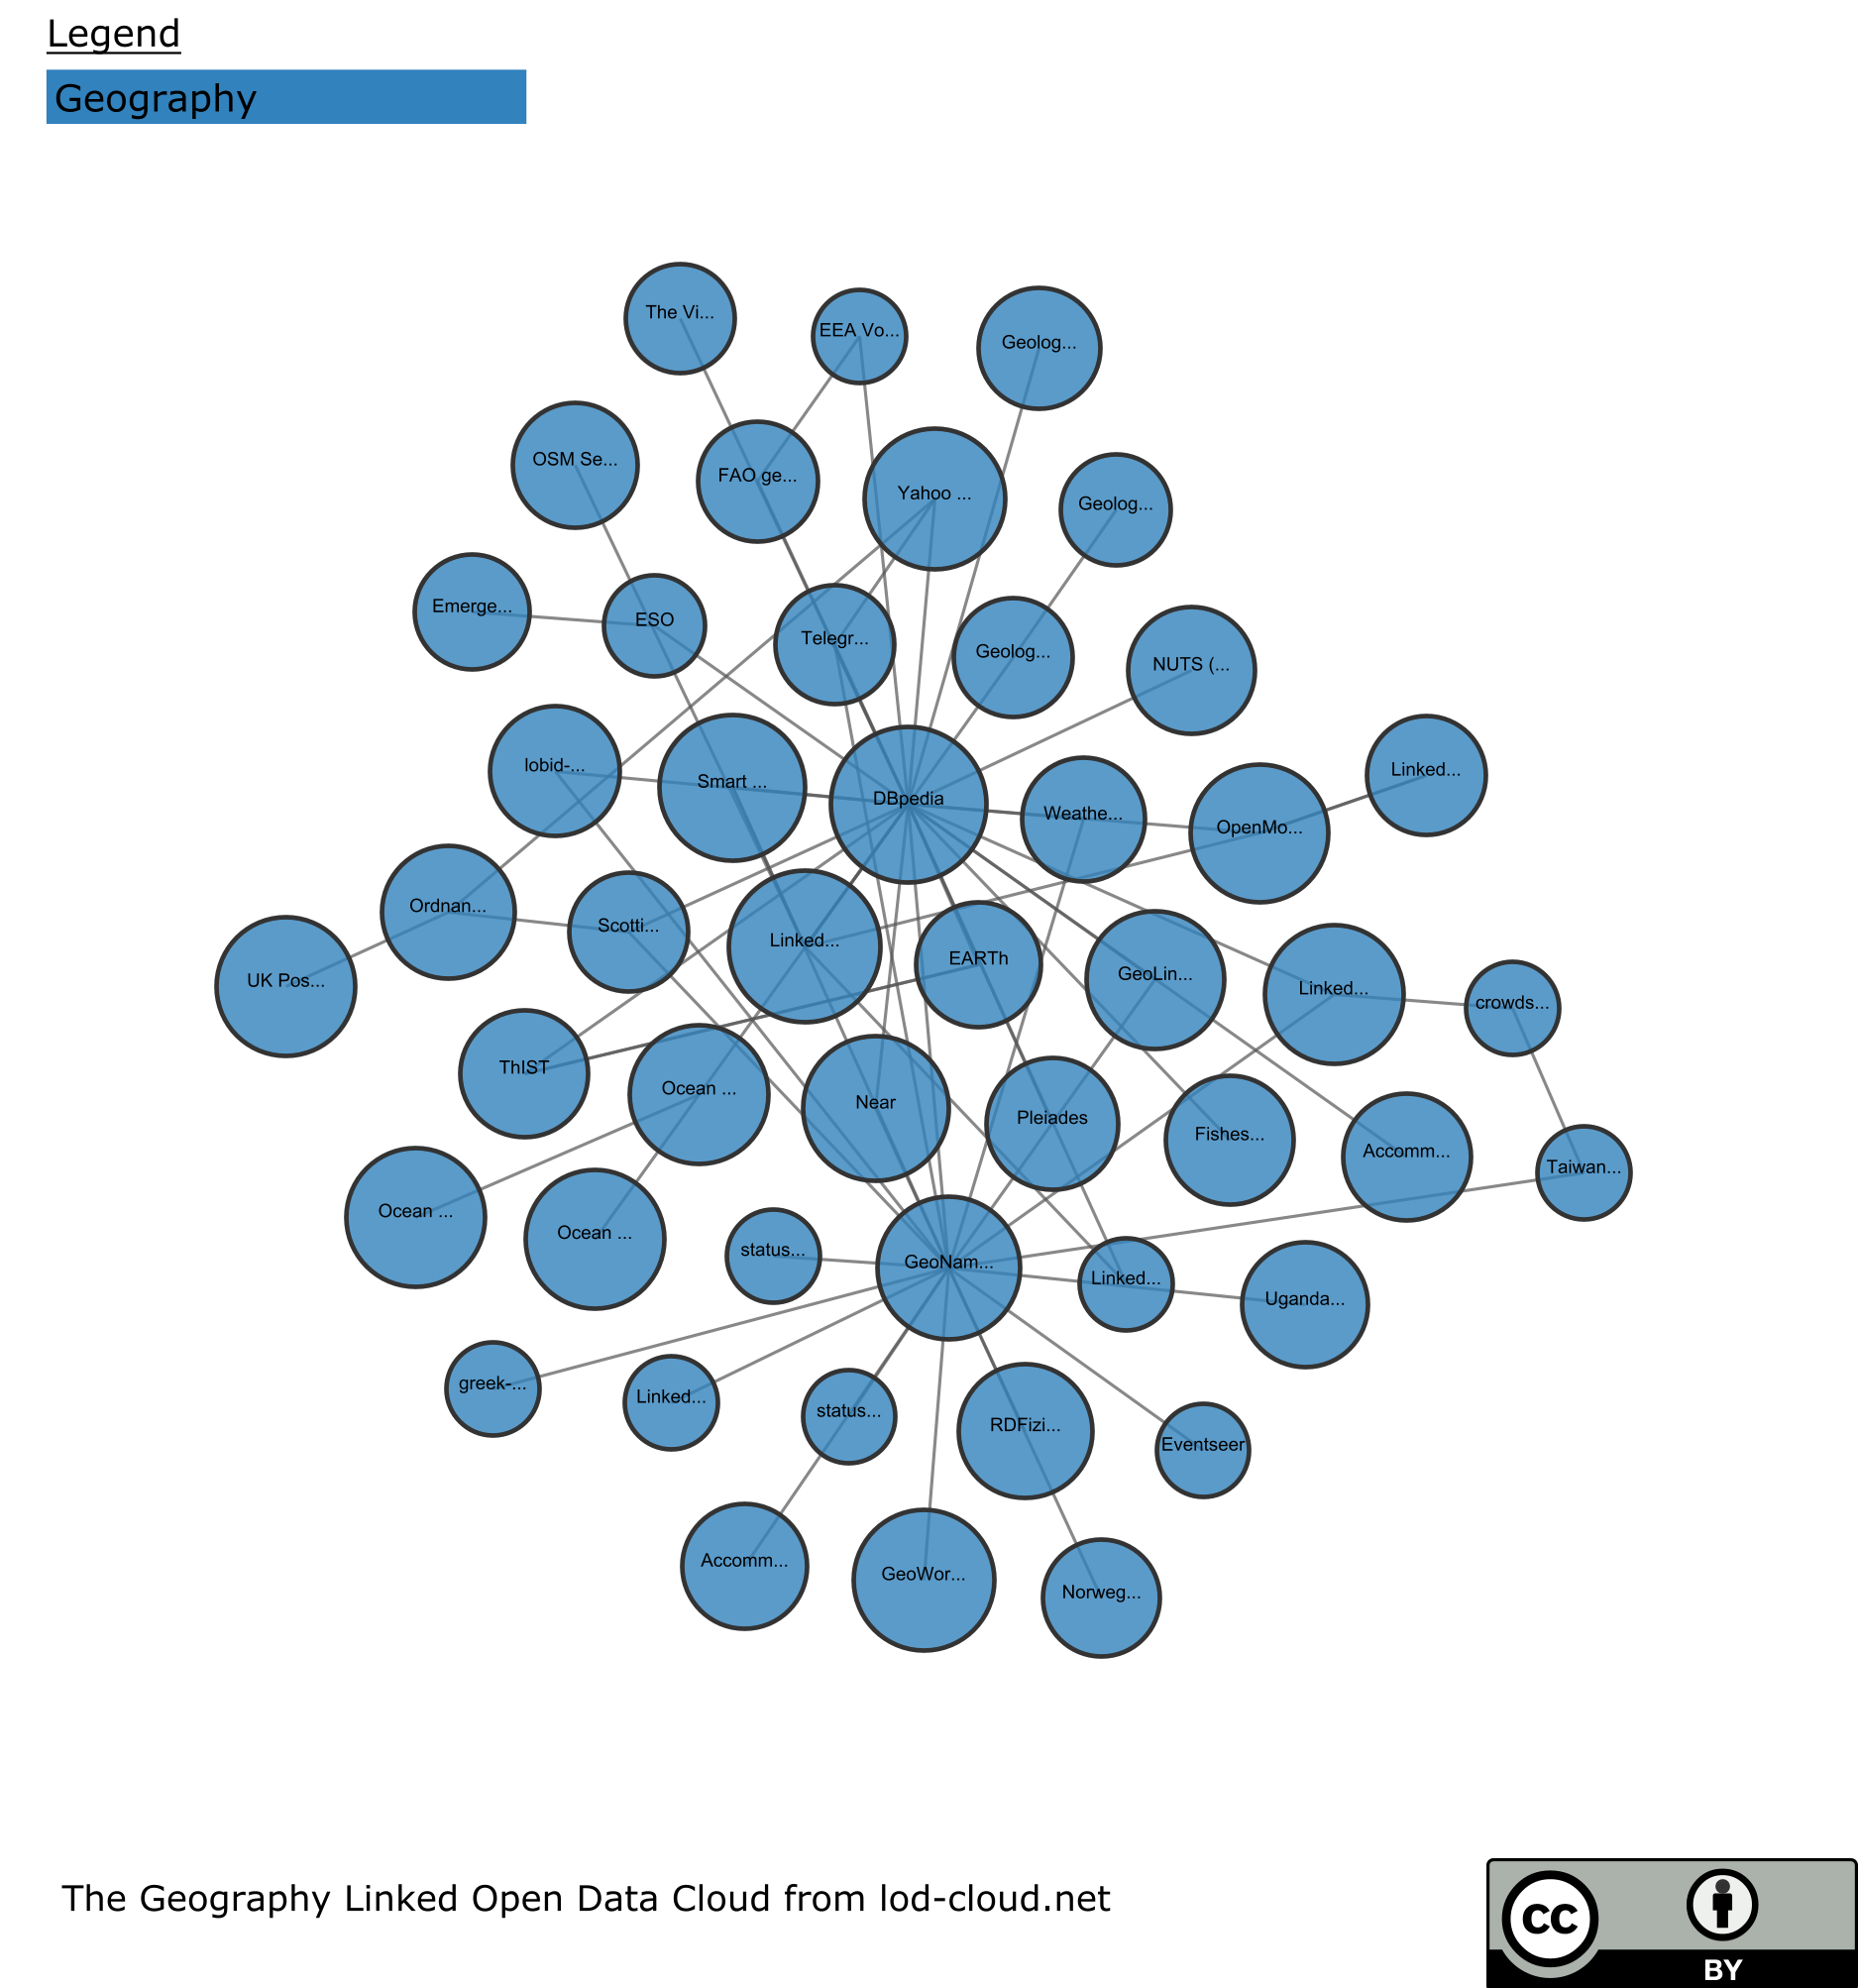 Legend
Geography
The Vi...
EEA Vo...
Geolog...
OSM Se...
FAO ge...
Yahoo ...
Geolog...
Emerge...
ESO
Telegr...
Geolog...
NUTS (...
lobid-...
Smart ...
DBpedia
Weathe...
OpenMo...
Linked...
Ordnan...
Scotti...
Linked...
EARTh
GeoLin...
Linked...
crowds...
UK Pos...
ThIST
Ocean ...
Near
Pleiades
Fishes...
Accomm...
Taiwan...
Ocean ...
Ocean ...
status...
GeoNam...
Linked...
Uganda...
greek-...
Linked...
status...
RDFizi...
Eventseer
Accomm...
GeoWor...
Norweg...
The Geography Linked Open Data Cloud from lod-cloud.net
cc
BY